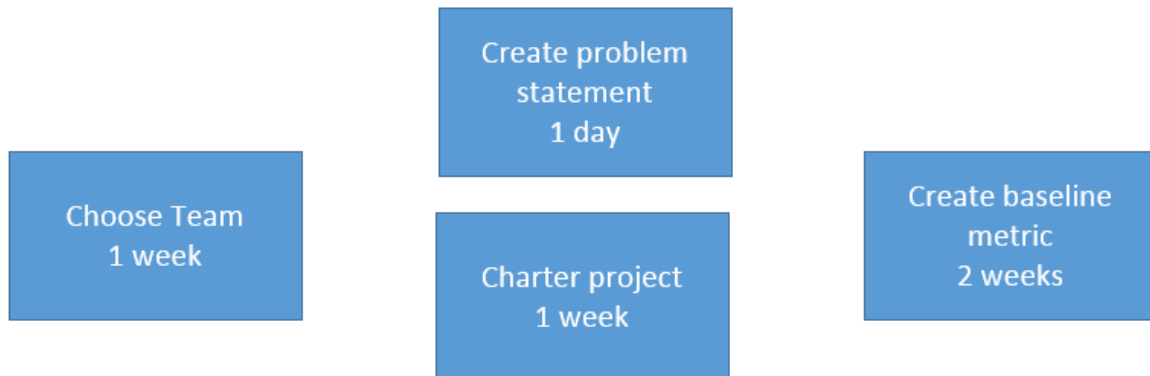 Choose Team
1 week
Create problem
statement
1 day
Charter project
1 week
Create baseline
metric
2 weeks